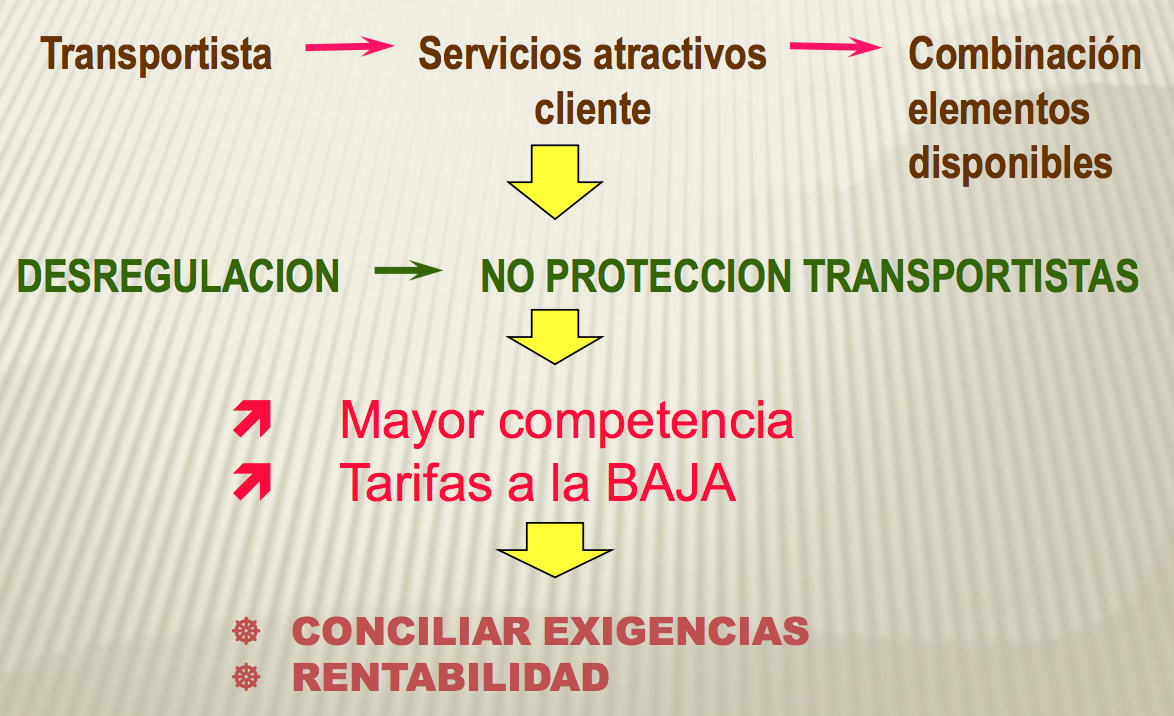 Transportista Servicios atractivos Combinación
cliente elementos
disponibles
DESREGULACION NO PROTECCION TRANSPORTISTAS
Mayor competencia
Tarifas a la BAJA
CONCILIAR EXIGENCIAS
RENTABILIDAD